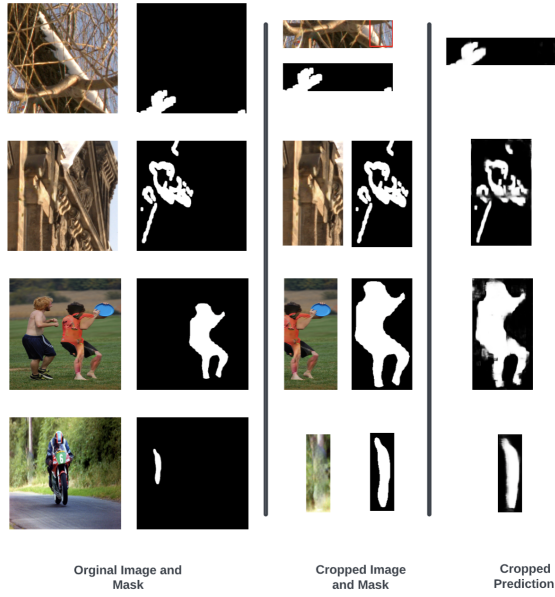 Orginal Image and
Mask
Cropped Image
and Mask
Cropped
Prediction